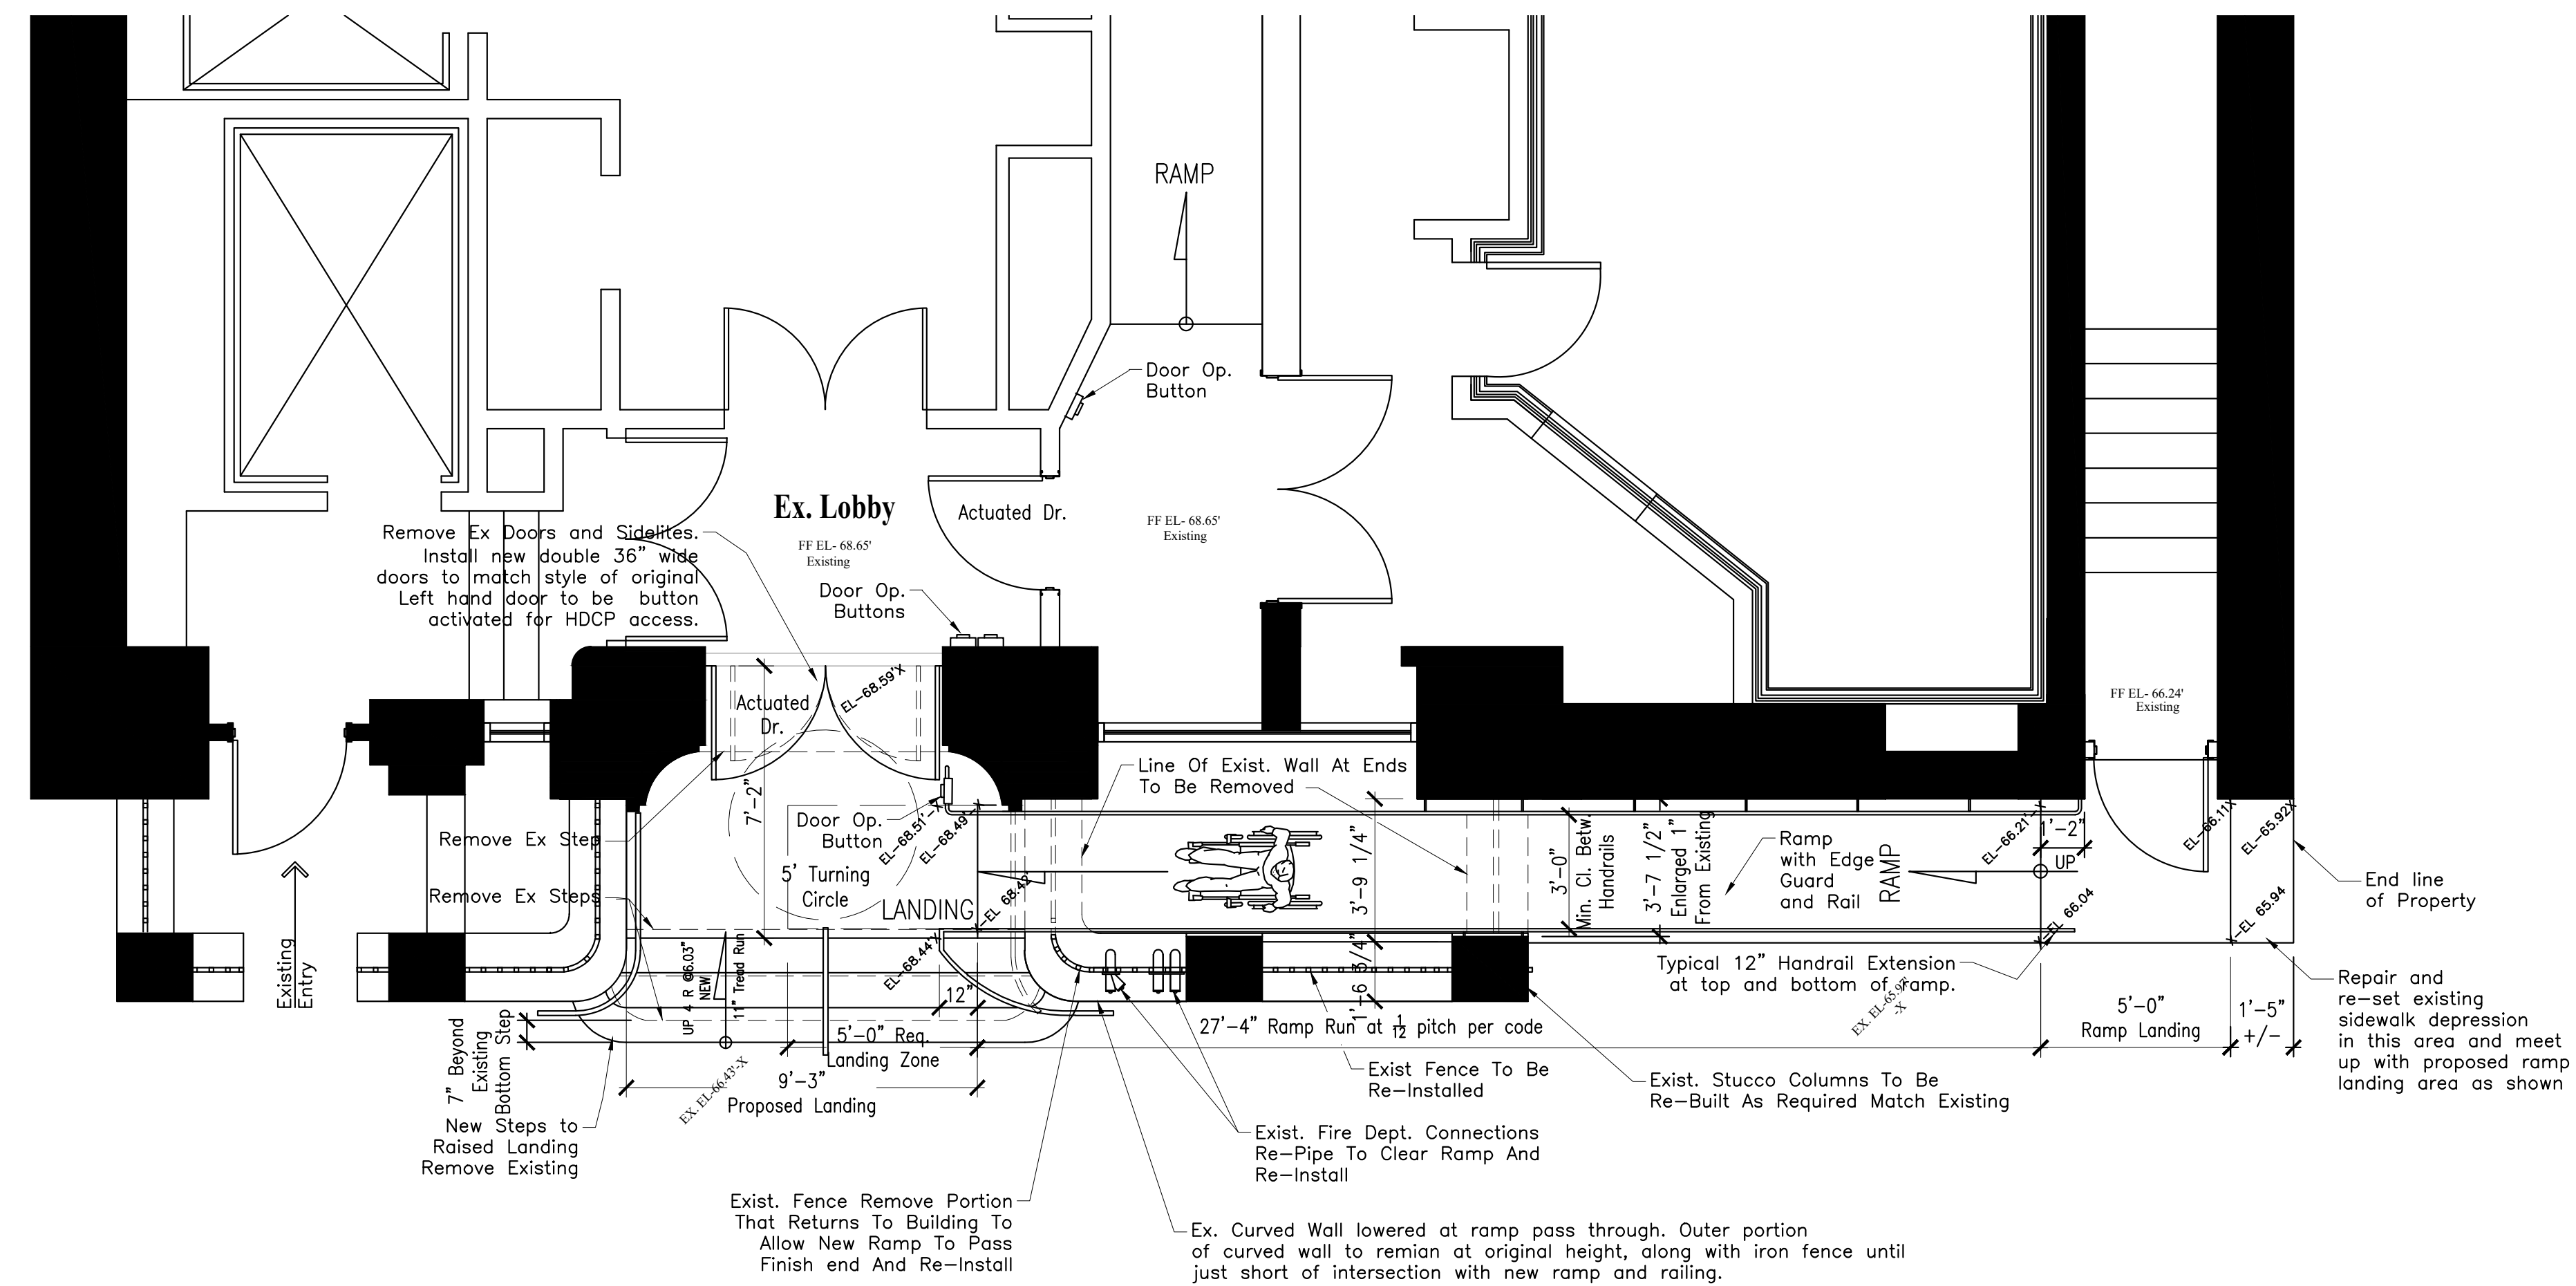 RAMP
Door Op.
Button
Ex. Lobby
FF EL- 68.65'
Existing
Actuated Dr.
FF EL- 68.65'
Existing
Remove Ex Doors and Sidelites.
Install new double 36" wide
doors to match style of original
Left hand door to be button
activated for HDCP access.
Door Op.
Buttons
EL-68.59'X
Actuated
Dr.
FF EL- 66.24'
Existing
7'-2"
Line Of Exist. Wall At Ends
To Be Removed
Remove Ex Step
Door Op.
Button
EL-68.51'-X
EL-68.49'-X
5' Turning
Circle
Remove Ex Steps
LANDING
X-EL 68.42'
EL-68.44'X
3'-9 1/4"
3'-0"
Min. Cl. Betw.
Handrails
3'-7 1/2"
Enlarged 1"
From Existing
Ramp
with Edge
Guard
and Rail
RAMP
EL-66.21'-X
1'-2"
UP
EL-66.11X
EL-65.92X
X-EL 66.04
X-EL 65.94
End line
of Property
Existing
Entry
UP 4 R @6.03"
NEW
11" Tread Run
12"
1'-6 3/4"
Typical 12" Handrail Extension
at top and bottom of ramp.
Repair and
re-set existing
sidewalk depression
in this area and meet
up with proposed ramp
landing area as shown
7" Beyond
Existing
Bottom Step
5'-0" Req.
Landing Zone
27'-4" Ramp Run at 1/12 pitch per code
-X
5'-0"
Ramp Landing
1'-5"
+/-
9'-3"
Proposed Landing
EX. EL-66.43'-X
Exist Fence To Be
Re-Installed
Exist. Stucco Columns To Be
Re-Built As Required Match Existing
New Steps to
Raised Landing
Remove Existing
Exist. Fire Dept. Connections
Re-Pipe To Clear Ramp And
Re-Install
Exist. Fence Remove Portion
That Returns To Building To
Allow New Ramp To Pass
Finish end And Re-Install
Ex. Curved Wall lowered at ramp pass through. Outer portion
of curved wall to remian at original height, along with iron fence until
just short of intersection with new ramp and railing.